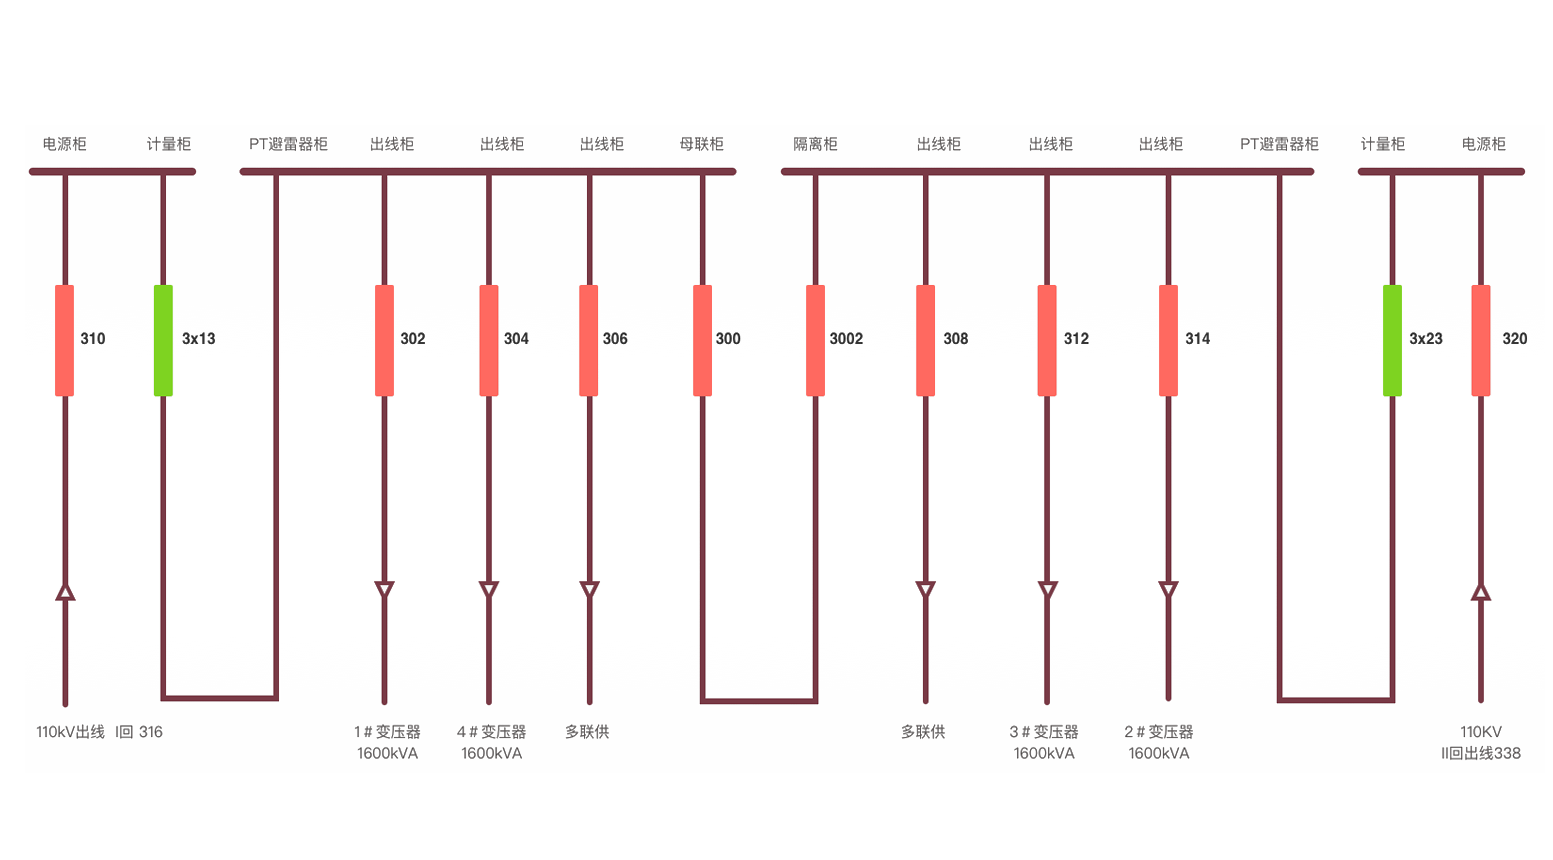 电源柜
计量柜
PT避雷器柜
出线柜
出线柜
出线柜
母联柜
隔离柜
出线柜
出线柜
出线柜
PT避雷器柜
计量柜
电源柜
310
3x13
302
304
306
300
3002
308
312
314
3x23
320
110kV出线 I回 316
1#变压器
1600kVA
4#变压器
1600kVA
多联供
多联供
3#变压器
1600kVA
2#变压器
1600kVA
110KV
II回出线338